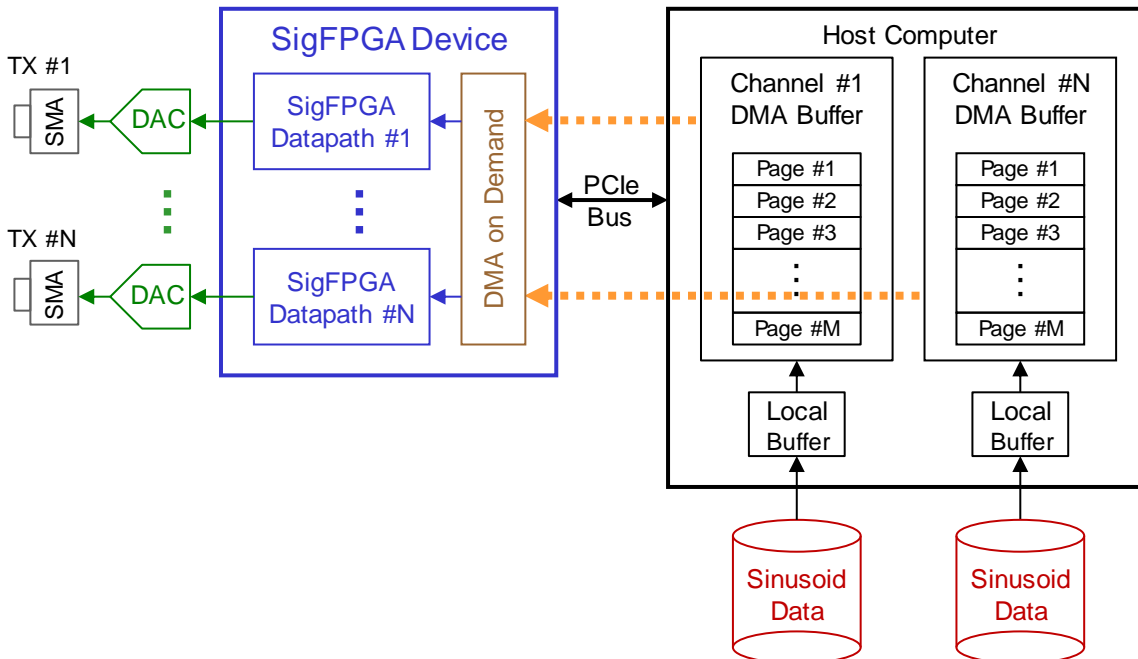 SigFPGA Device
Host Computer
TX #1
SMA
DAC
SigFPGA
Datapath #1
DMA on Demand
PCIe
Bus
Channel #1
DMA Buffer
Page #1
Page #2
Page #3
Page #M
Channel #N
DMA Buffer
Page #1
Page #2
Page #3
Page #M
TX #N
SMA
DAC
SigFPGA
Datapath #N
Local
Buffer
Local
Buffer
Sinusoid
Data
Sinusoid
Data